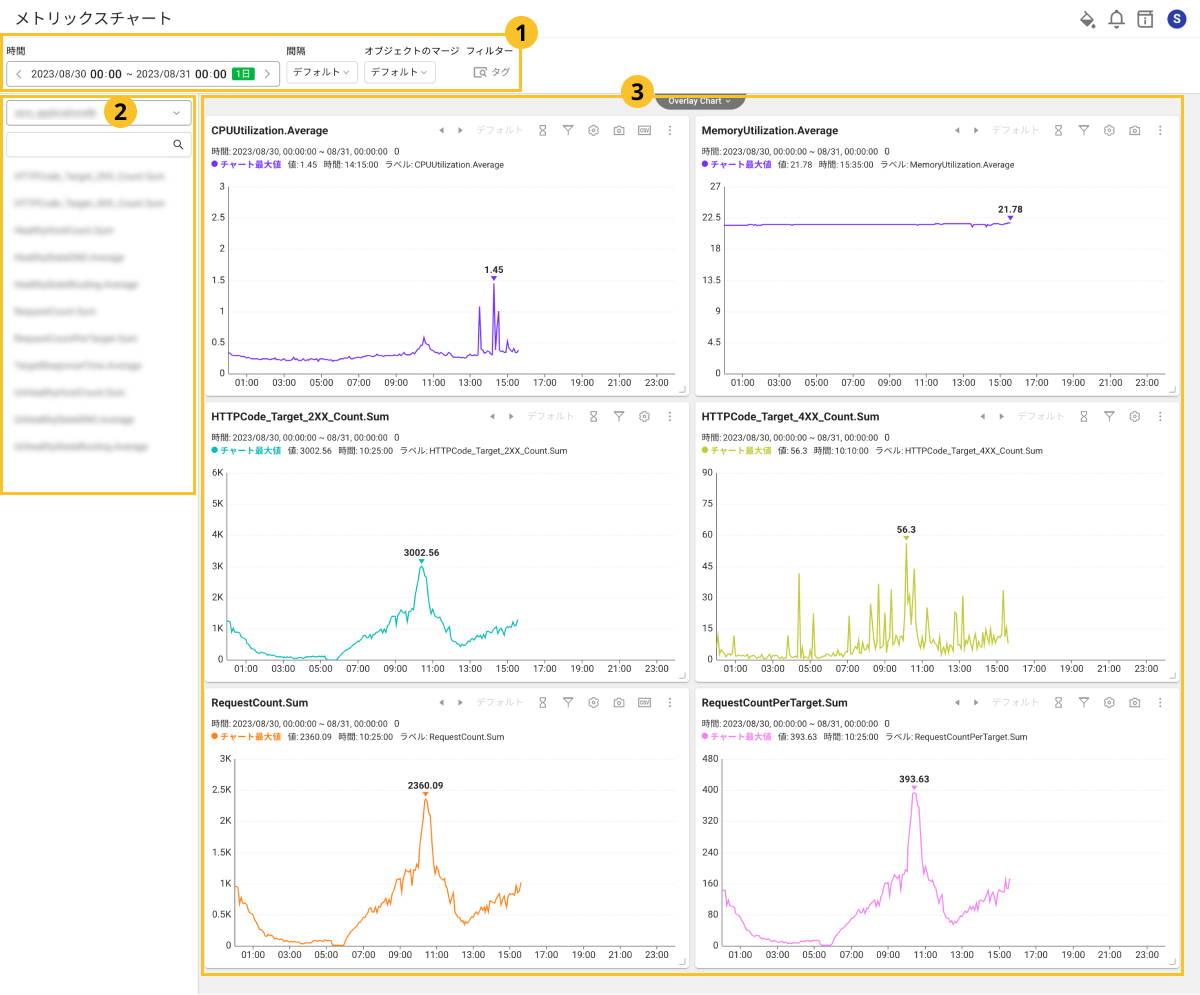 メトリックスチャート
S
1
時間 間隔 オブジェクトのマージ フィルター
2023/08/30 00:00 ~ 2023/08/31 00:00 1日 デフォルト デフォルト タグ
2
3
Overlay Chart
CPUUtilization.Average デフォルト CSV
時間: 2023/08/30, 00:00:00 ~ 08/31, 00:00:00 0
チャート最大値 値: 1.45 時間: 14:15:00 ラベル: CPUUtilization.Average
3
2.5
2
1.5
1
0.5
0
1.45
01:00 03:00 05:00 07:00 09:00 11:00 13:00 15:00 17:00 19:00 21:00 23:00
MemoryUtilization.Average デフォルト
時間: 2023/08/30, 00:00:00 ~ 08/31, 00:00:00 0
チャート最大値 値: 21.78 時間: 15:35:00 ラベル: MemoryUtilization.Average
27
22.5
18
13.5
9
4.5
0
21.78
01:00 03:00 05:00 07:00 09:00 11:00 13:00 15:00 17:00 19:00 21:00 23:00
HTTPCode_Target_2XX_Count.Sum デフォルト
時間: 2023/08/30, 00:00:00 ~ 08/31, 00:00:00 0
チャート最大値 値: 3002.56 時間: 10:25:00 ラベル: HTTPCode_Target_2XX_Count.Sum
6K
5K
4K
3K
2K
1K
0
3002.56
01:00 03:00 05:00 07:00 09:00 11:00 13:00 15:00 17:00 19:00 21:00 23:00
HTTPCode_Target_4XX_Count.Sum デフォルト
時間: 2023/08/30, 00:00:00 ~ 08/31, 00:00:00 0
チャート最大値 値: 56.3 時間: 10:10:00 ラベル: HTTPCode_Target_4XX_Count.Sum
90
75
60
45
30
15
0
56.3
01:00 03:00 05:00 07:00 09:00 11:00 13:00 15:00 17:00 19:00 21:00 23:00
RequestCount.Sum デフォルト CSV
時間: 2023/08/30, 00:00:00 ~ 08/31, 00:00:00 0
チャート最大値 値: 2360.09 時間: 10:25:00 ラベル: RequestCount.Sum
3K
2.5K
2K
1.5K
1K
0.5K
0
2360.09
01:00 03:00 05:00 07:00 09:00 11:00 13:00 15:00 17:00 19:00 21:00 23:00
RequestCountPerTarget.Sum デフォルト
時間: 2023/08/30, 00:00:00 ~ 08/31, 00:00:00 0
チャート最大値 値: 393.63 時間: 10:25:00 ラベル: RequestCountPerTarget.Sum
480
400
320
240
160
80
0
393.63
01:00 03:00 05:00 07:00 09:00 11:00 13:00 15:00 17:00 19:00 21:00 23:00